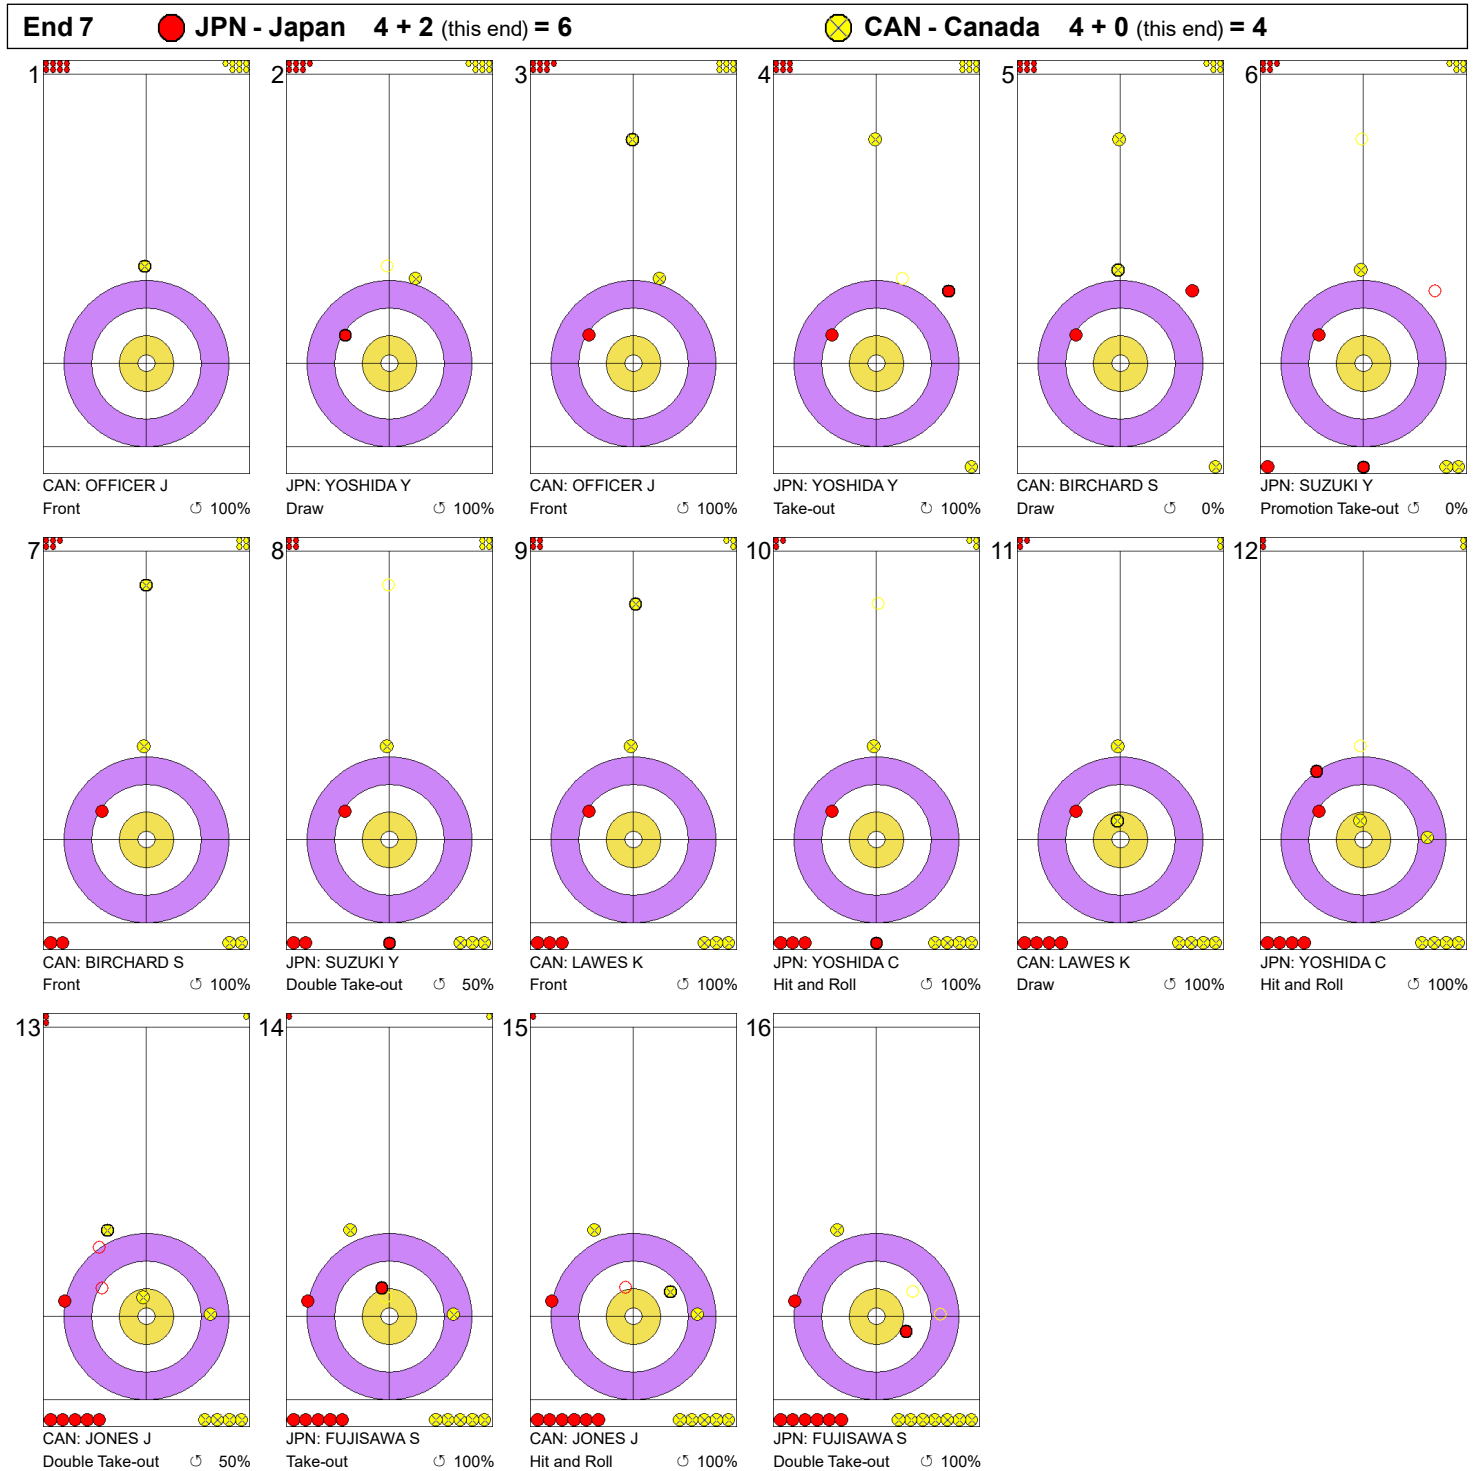 End 7 JPN - Japan 4 + 2 (this end) = 6 CAN - Canada 4 + 0 (this end) = 4
1 2 3 4 5 6
CAN: OFFICER J JPN: YOSHIDA Y CAN: OFFICER J JPN: YOSHIDA Y CAN: BIRCHARD S JPN: SUZUKI Y
Front 100% Draw 100% Front 100% Take-out 100% Draw 0% Promotion Take-out 0%
7 8 9 10 11 12
CAN: BIRCHARD S JPN: SUZUKI Y CAN: LAWES K JPN: YOSHIDA C CAN: LAWES K JPN: YOSHIDA C
Front 100% Double Take-out 50% Front 100% Hit and Roll 100% Draw 100% Hit and Roll 100%
13 14 15 16
CAN: JONES J JPN: FUJISAWA S CAN: JONES J JPN: FUJISAWA S
Double Take-out 50% Take-out 100% Hit and Roll 100% Double Take-out 100%